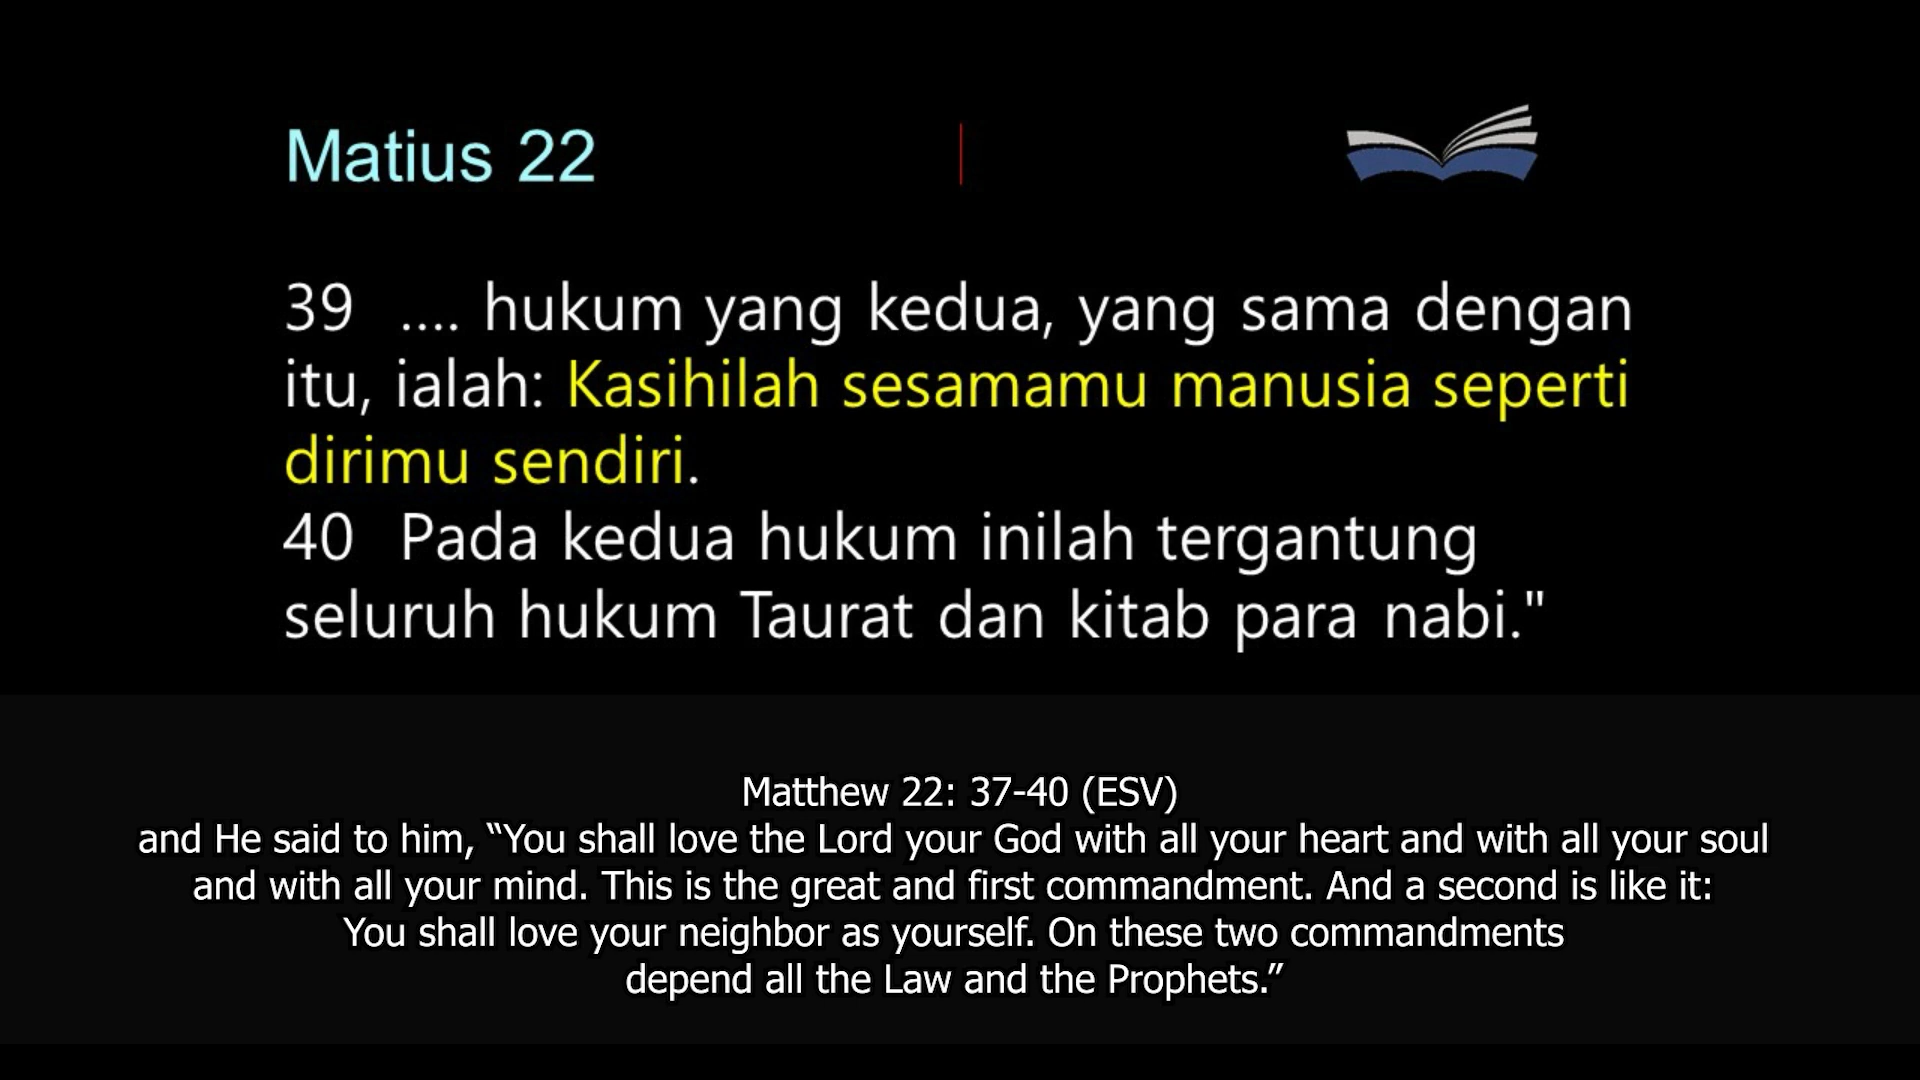 Matius 22
39 .... hukum yang kedua, yang sama dengan
itu, ialah: Kasihilah sesamamu manusia seperti
dirimu sendiri.
40 Pada kedua hukum inilah tergantung
seluruh hukum Taurat dan kitab para nabi."
Matthew 22: 37-40 (ESV)
and He said to him, “You shall love the Lord your God with all your heart and with all your soul
and with all your mind. This is the great and first commandment. And a second is like it:
You shall love your neighbor as yourself. On these two commandments
depend all the Law and the Prophets.”